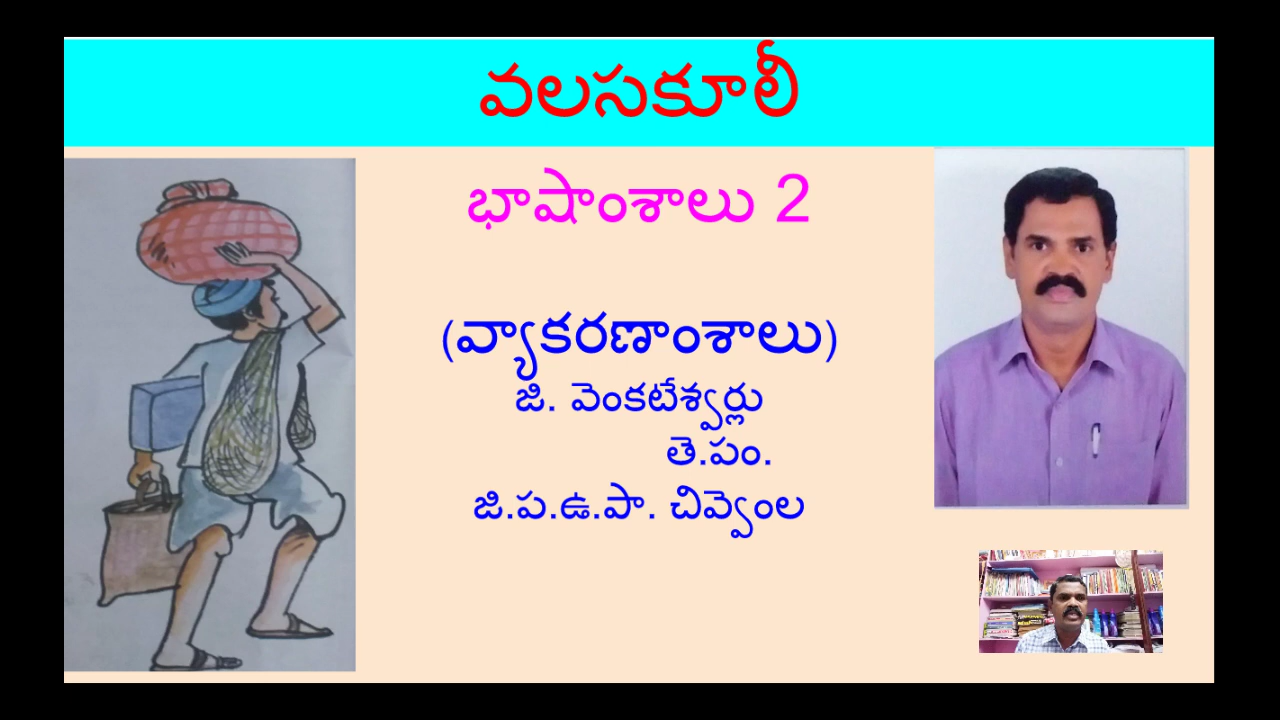 వలసకూలీ
భాషాంశాలు 2
(వ్యాకరణాంశాలు)
జి. వెంకటేశ్వర్లు
తె.పం.
జి.ప.ఉ.పా. చివ్వెంల